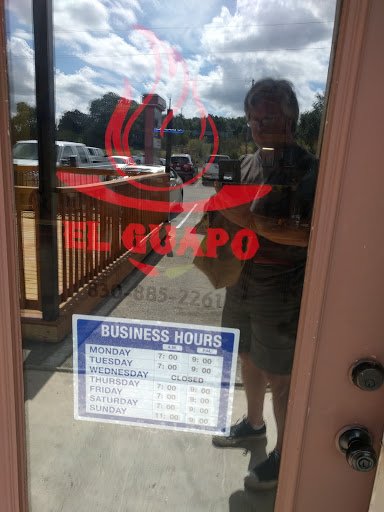 EL GUAPO
830-885-2261
BUSINESS HOURS
A.M. P.M.
MONDAY 7: 00 9: 00
TUESDAY 7: 00 9: 00
WEDNESDAY CLOSED
THURSDAY 7: 00 9: 00
FRIDAY 7: 00 9: 00
SATURDAY 7: 00 9: 00
SUNDAY 11: 00 9: 00